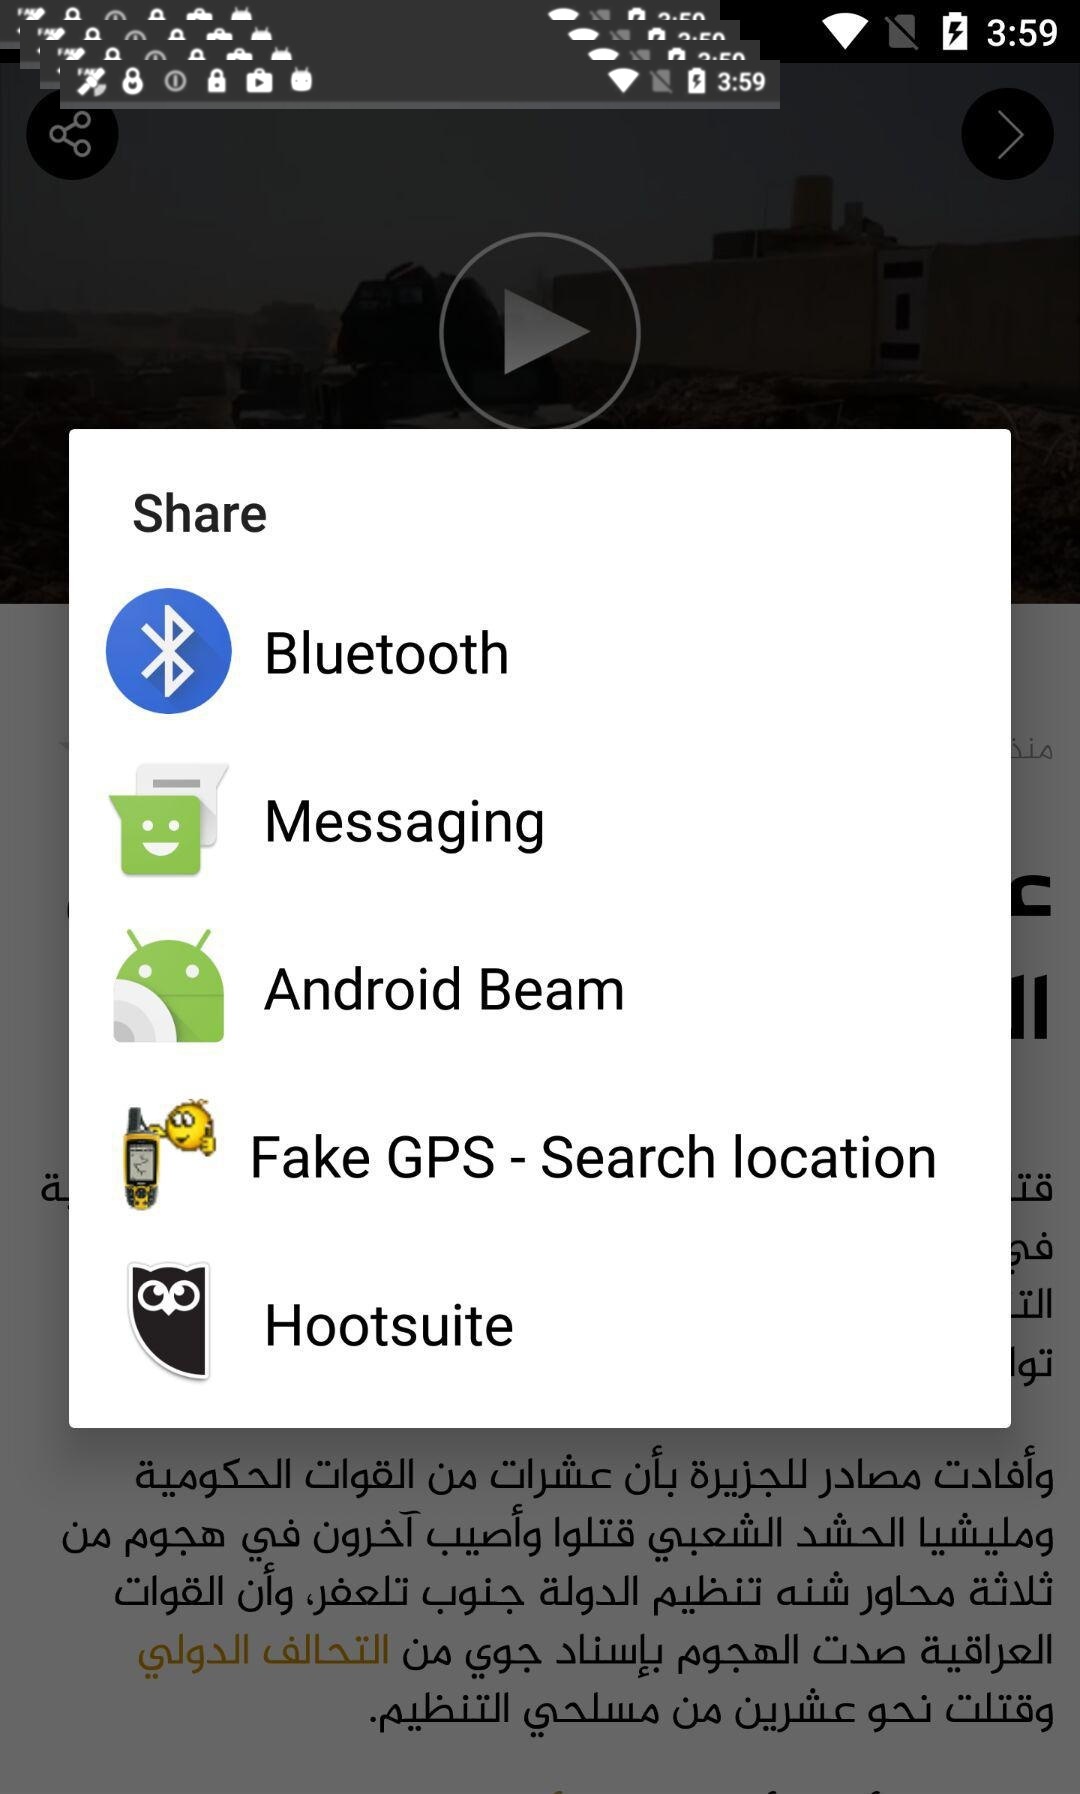 3:59
3:59
Share
Bluetooth
Messaging
Android Beam
Fake GPS - Search location
Hootsuite
منذ
وأفادت مصادر للجزيرة بأن عشرات من القوات الحكومية
ومليشيا الحشد الشعبي قتلوا وأصيب آخرون في هجوم من
ثلاثة محاور شنه تنظيم الدولة جنوب تلعفر، وأن القوات
العراقية صدت الهجوم بإسناد جوي من التحالف الدولي
وقتلت نحو عشرين من مسلحي التنظيم.